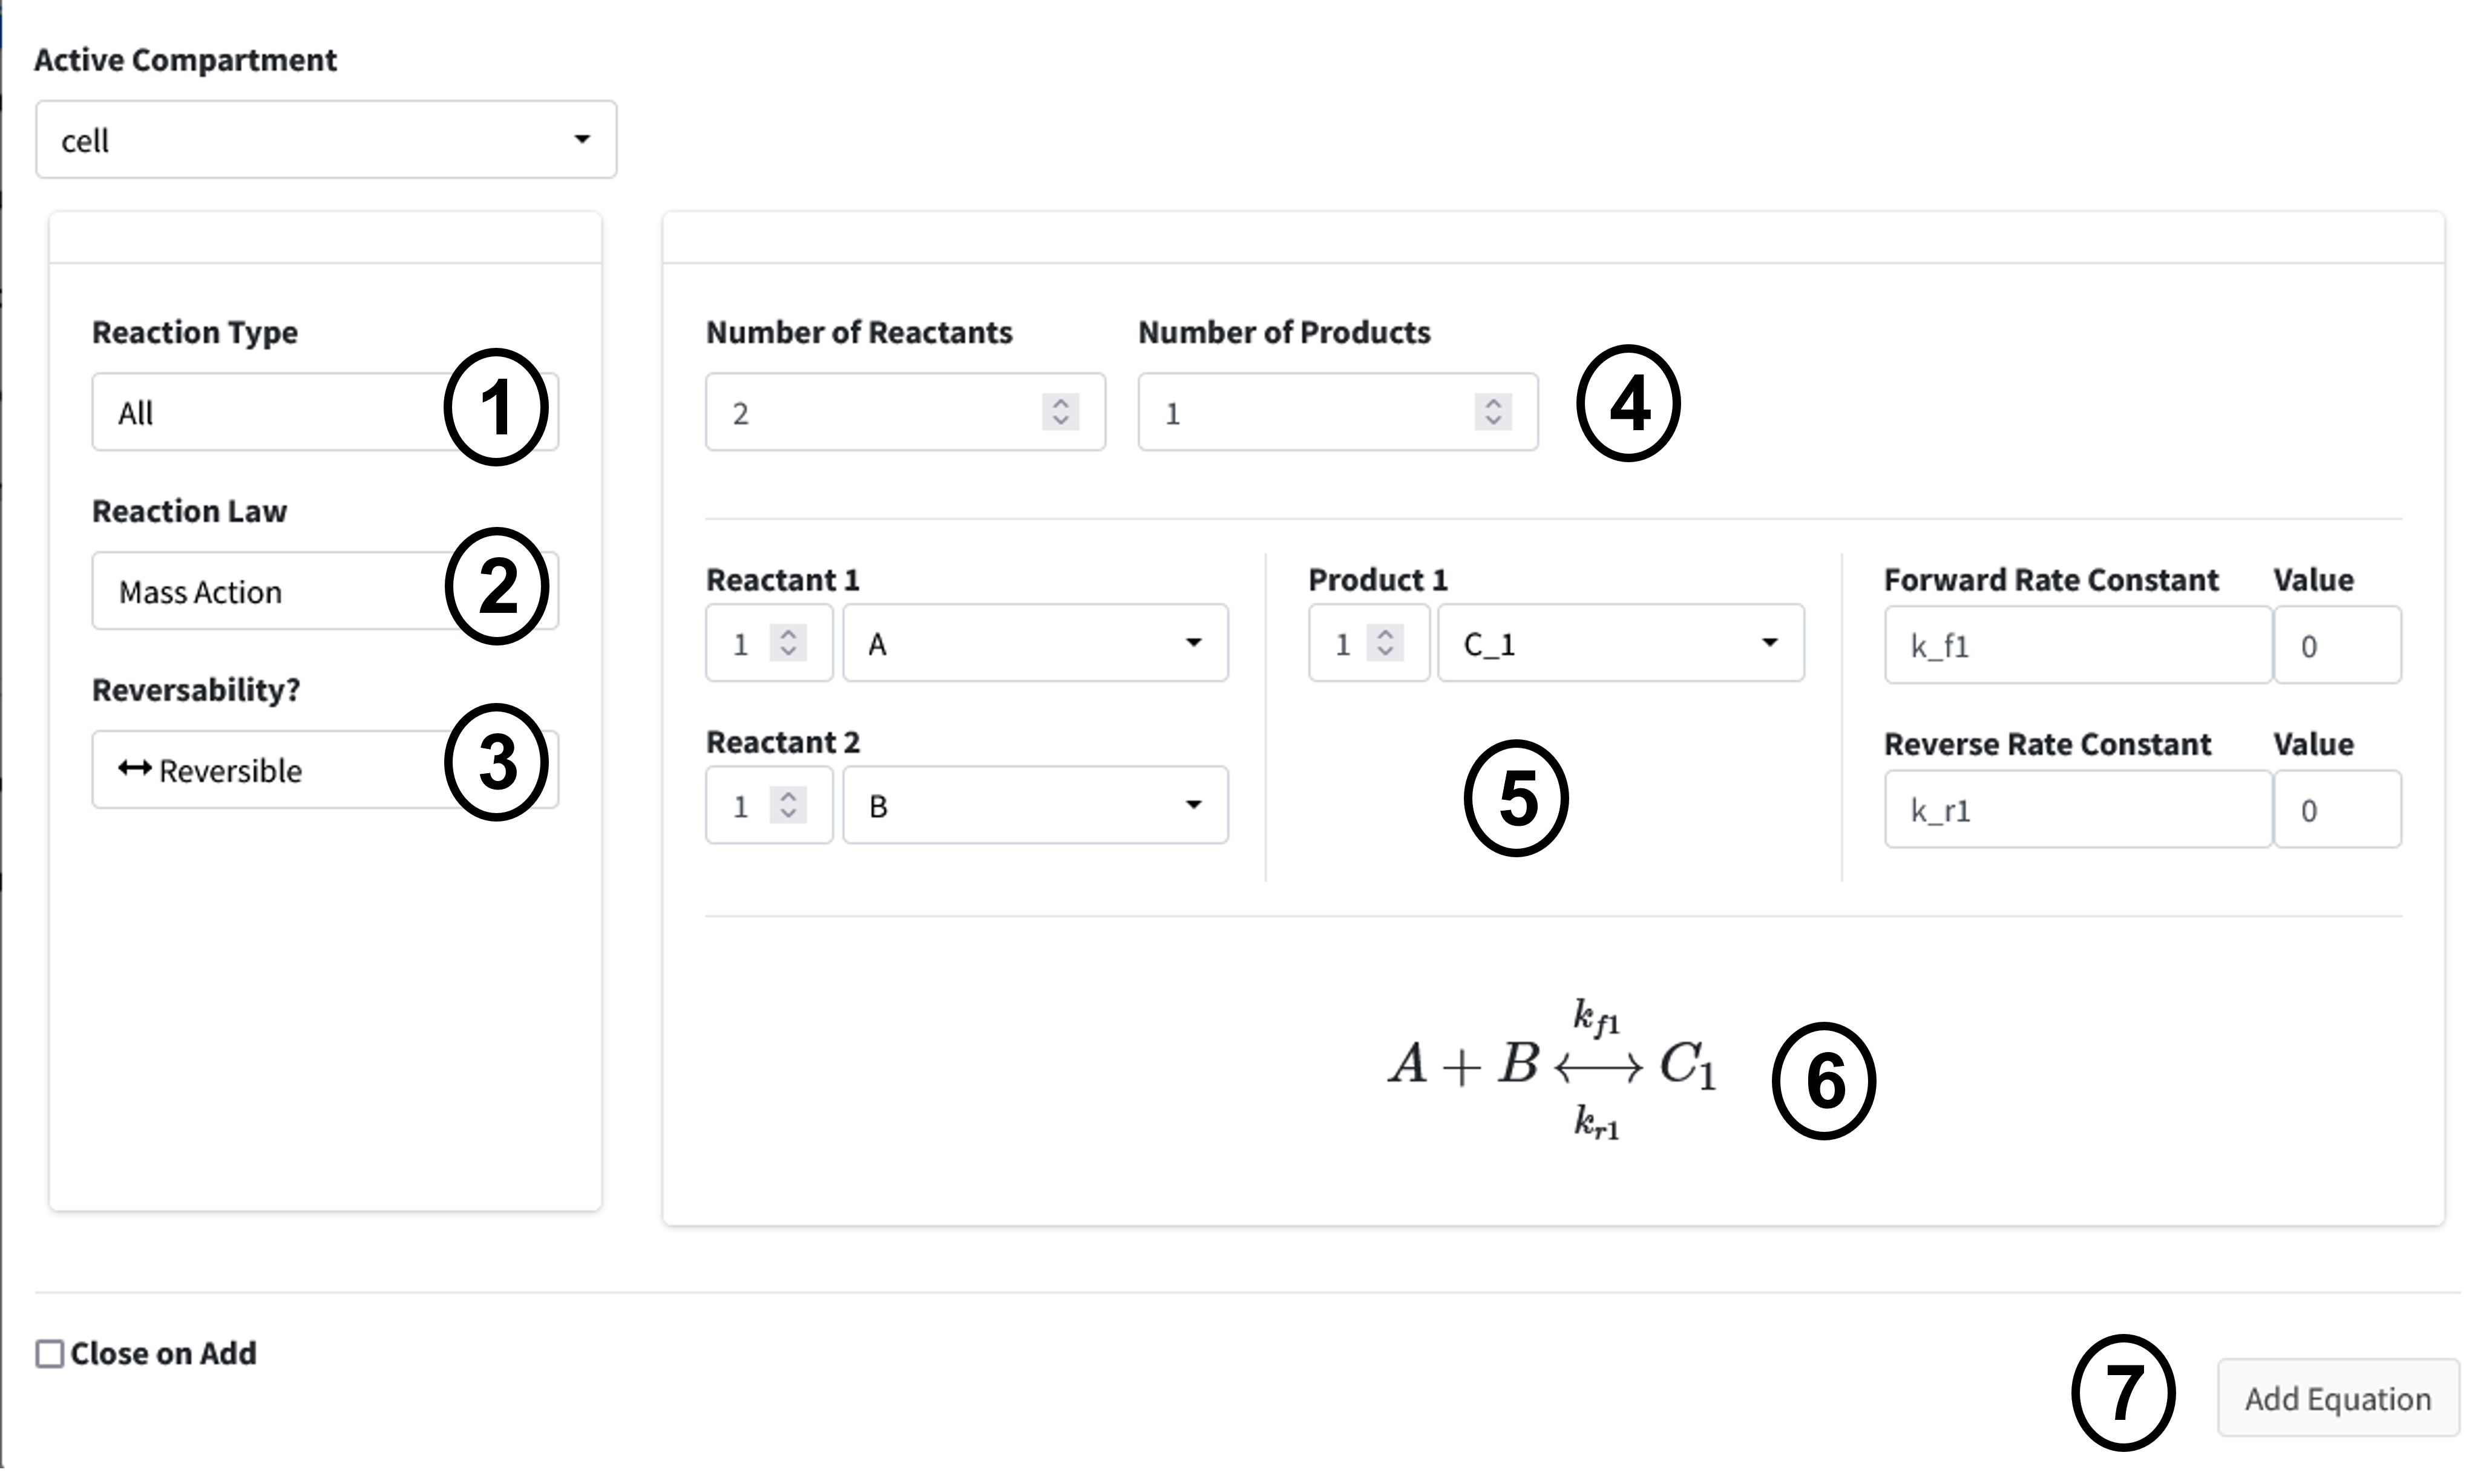 Active Compartment
cell
Reaction Type
All
1
Reaction Law
Mass Action
2
Reversability?
↔ Reversible
3
Number of Reactants
Number of Products
2
1
4
Reactant 1
1
A
Reactant 2
1
B
Product 1
1
C_1
5
Forward Rate Constant
Value
k_f1
0
Reverse Rate Constant
Value
k_r1
0
k_{f1}
A + B ⟷ C_1
k_{r1}
6
Close on Add
7
Add Equation